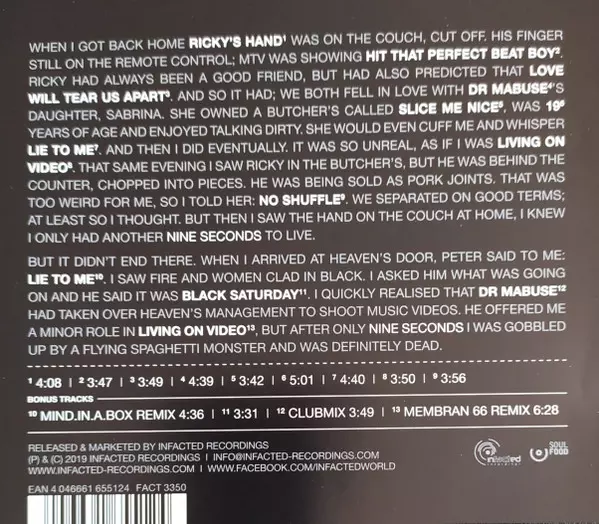 WHEN I GOT BACK HOME RICKY'S HAND¹ WAS ON THE COUCH, CUT OFF. HIS FINGER
STILL ON THE REMOTE CONTROL; MTV WAS SHOWING HIT THAT PERFECT BEAT BOY².
RICKY HAD ALWAYS BEEN A GOOD FRIEND, BUT HAD ALSO PREDICTED THAT LOVE
WILL TEAR US APART³. AND SO IT HAD; WE BOTH FELL IN LOVE WITH DR MABUSE⁴'S
DAUGHTER, SABRINA. SHE OWNED A BUTCHER'S CALLED SLICE ME NICE⁵, WAS 19⁶
YEARS OF AGE AND ENJOYED TALKING DIRTY. SHE WOULD EVEN CUFF ME AND WHISPER
LIE TO ME⁷. AND THEN I DID EVENTUALLY. IT WAS SO UNREAL, AS IF I WAS LIVING ON
VIDEO⁸. THAT SAME EVENING I SAW RICKY IN THE BUTCHER'S, BUT HE WAS BEHIND THE
COUNTER, CHOPPED INTO PIECES. HE WAS BEING SOLD AS PORK JOINTS. THAT WAS
TOO WEIRD FOR ME, SO I TOLD HER: NO SHUFFLE⁹. WE SEPARATED ON GOOD TERMS;
AT LEAST SO I THOUGHT. BUT THEN I SAW THE HAND ON THE COUCH AT HOME, I KNEW
I ONLY HAD ANOTHER NINE SECONDS TO LIVE.
BUT IT DIDN'T END THERE. WHEN I ARRIVED AT HEAVEN'S DOOR, PETER SAID TO ME:
LIE TO ME¹⁰. I SAW FIRE AND WOMEN CLAD IN BLACK. I ASKED HIM WHAT WAS GOING
ON AND HE SAID IT WAS BLACK SATURDAY¹¹. I QUICKLY REALISED THAT DR MABUSE¹²
HAD TAKEN OVER HEAVEN'S MANAGEMENT TO SHOOT MUSIC VIDEOS. HE OFFERED ME
A MINOR ROLE IN LIVING ON VIDEO¹³, BUT AFTER ONLY NINE SECONDS I WAS GOBBLED
UP BY A FLYING SPAGHETTI MONSTER AND WAS DEFINITELY DEAD.
¹ 4:08 | ² 3:47 | ³ 3:49 | ⁴ 4:39 | ⁵ 3:42 | ⁶ 5:01 | ⁷ 4:40 | ⁸ 3:50 | ⁹ 3:56
BONUS TRACKS
¹⁰ MIND.IN.A.BOX REMIX 4:36 | ¹¹ 3:31 | ¹² CLUBMIX 3:49 | ¹³ MEMBRAN 66 REMIX 6:28
RELEASED & MARKETED BY INFACTED RECORDINGS
(P) & (C) 2019 INFACTED RECORDINGS | INFO@INFACTED-RECORDINGS.COM
WWW.INFACTED-RECORDINGS.COM | WWW.FACEBOOK.COM/INFACTEDWORLD
infacted recordings
SOUL FOOD
EAN 4 046661 655124 FACT 3350